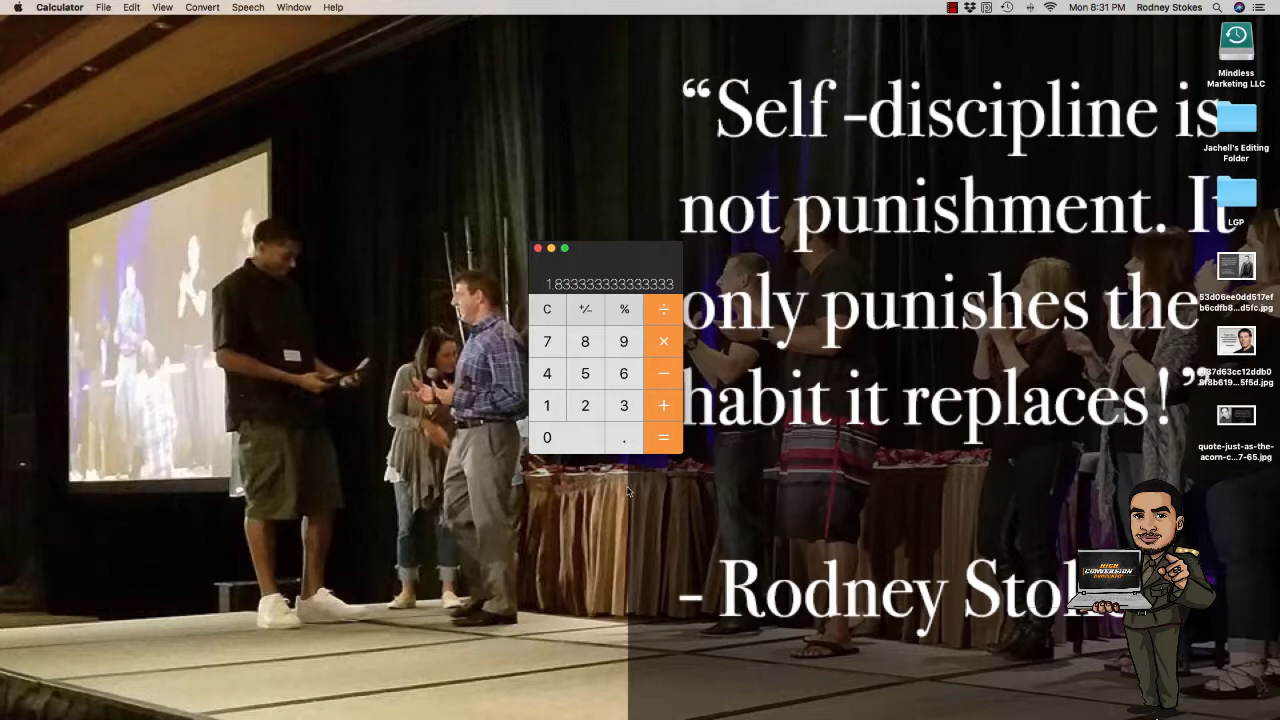 Calculator File Edit View Convert Speech Window Help Mon 8:31 PM Rodney Stokes
Mindless
Marketing LLC
Jachell's Editing
Folder
LGP
53d06ee0dd517ef
b6cdfb8...d5fc.jpg
quote-just-as-the-
acorn-c...7-65.jpg
“Self -discipline is
not punishment. It
only punishes the
habit it replaces!”
- Rodney Sto
1.833333333333333
C +/- % ÷
7 8 9 ×
4 5 6 −
1 2 3 +
0 . =
HIGH
CONVERSION